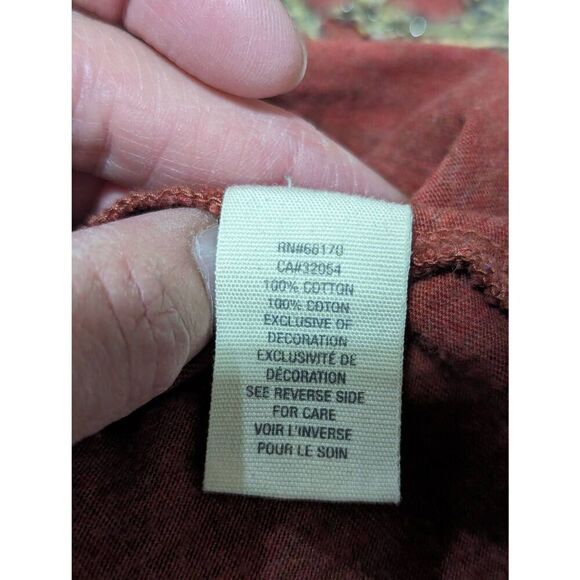 RN#66170
CA#32054
100% COTTON
100% COTON
EXCLUSIVE OF
DECORATION
EXCLUSIVITÉ DE
DÉCORATION
SEE REVERSE SIDE
FOR CARE
VOIR L'INVERSE
POUR LE SOIN